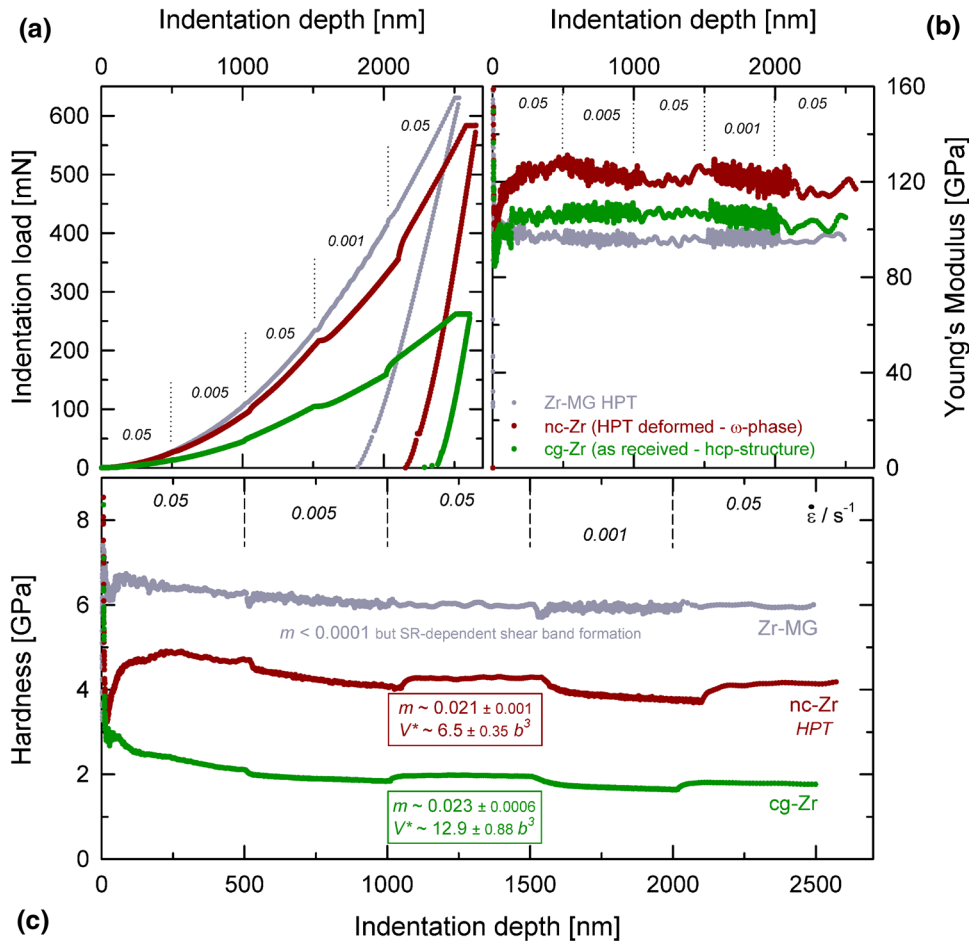 (a)
Indentation depth [nm]
Indentation depth [nm]
(b)
0 1000 2000
0 1000 2000
600
500
400
300
200
100
0
Indentation load [mN]
0.05
0.005
0.05
0.001
0.05
0.05
0.005
0.05
0.001
0.05
160
120
80
40
0
Young's Modulus [GPa]
Zr-MG HPT
nc-Zr (HPT deformed - ω-phase)
cg-Zr (as received - hcp-structure)
8
6
4
2
0
Hardness [GPa]
0.05 0.005 0.05 0.001 0.05 ε̇ / s⁻¹
m < 0.0001 but SR-dependent shear band formation
Zr-MG
m ~ 0.021 ± 0.001
V* ~ 6.5 ± 0.35 b³
nc-Zr
HPT
m ~ 0.023 ± 0.0006
V* ~ 12.9 ± 0.88 b³
cg-Zr
0 500 1000 1500 2000 2500
(c)
Indentation depth [nm]